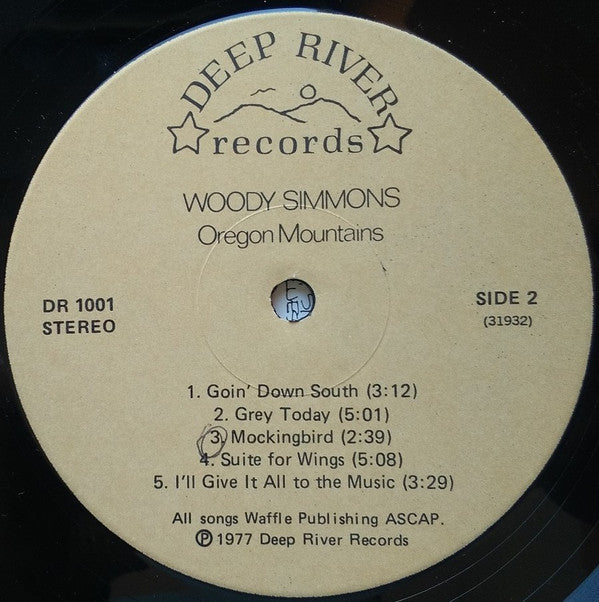 DEEP RIVER
records
WOODY SIMMONS
Oregon Mountains
DR 1001
STEREO
SIDE 2
(31932)
1. Goin' Down South (3:12)
2. Grey Today (5:01)
3. Mockingbird (2:39)
4. Suite for Wings (5:08)
5. I'll Give It All to the Music (3:29)
All songs Waffle Publishing ASCAP.
Ⓟ 1977 Deep River Records